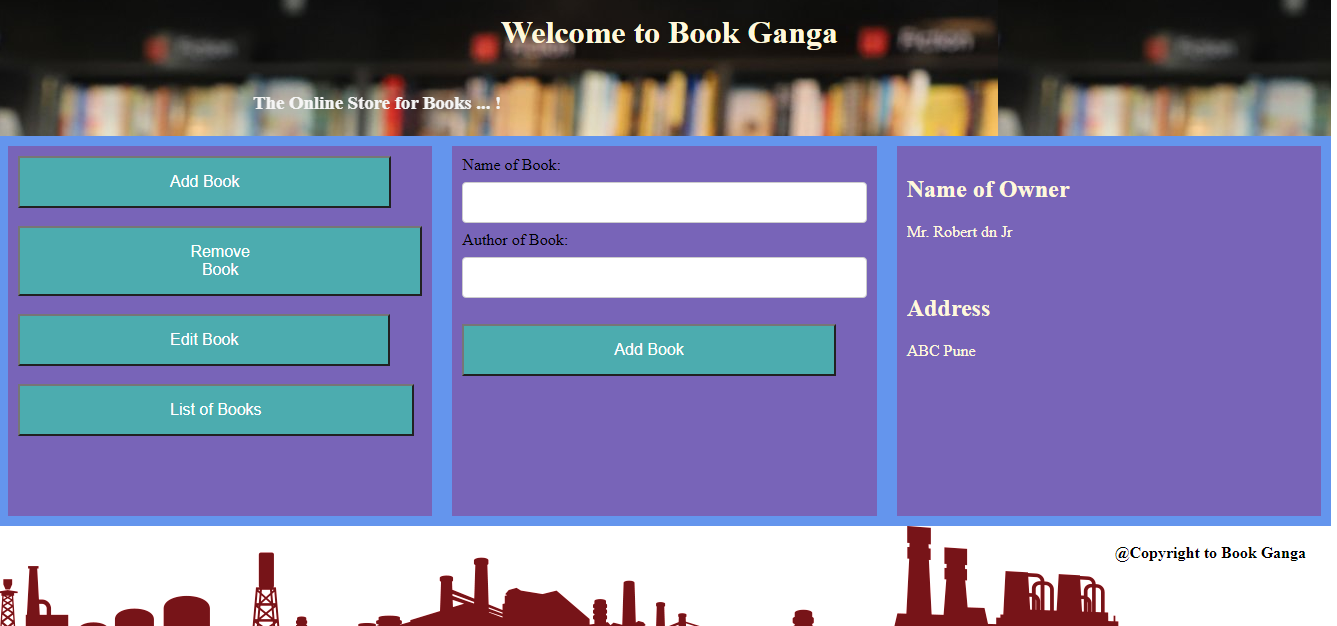 Welcome to Book Ganga
Fiction
The Online Store for Books ... !
Add Book
Remove
Book
Edit Book
List of Books
Name of Book:
Author of Book:
Add Book
Name of Owner
Mr. Robert dn Jr
Address
ABC Pune
@Copyright to Book Ganga